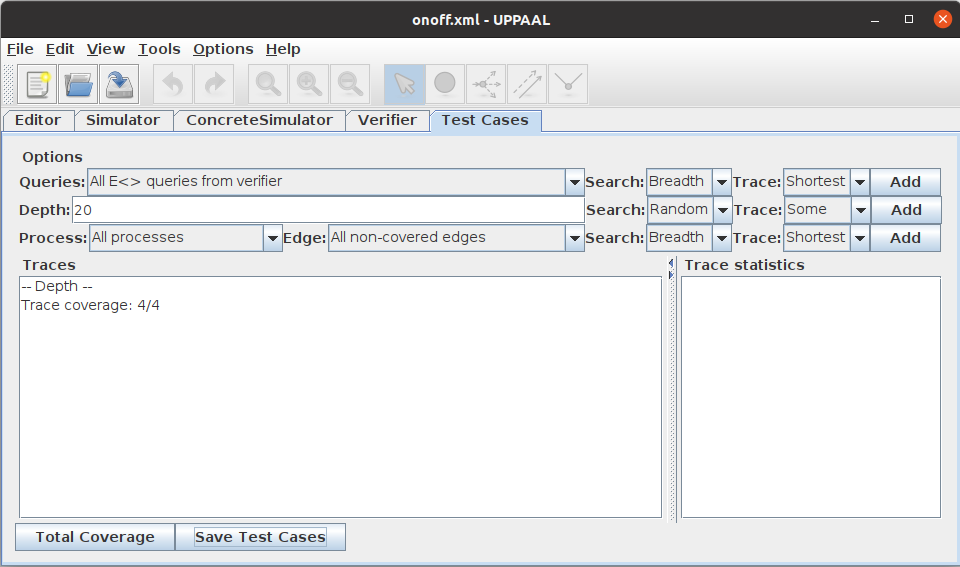 onoff.xml - UPPAAL
File Edit View Tools Options Help
Editor Simulator ConcreteSimulator Verifier Test Cases
Options
Queries: All E<> queries from verifier Search: Breadth Trace: Shortest Add
Depth: 20 Search: Random Trace: Some Add
Process: All processes Edge: All non-covered edges Search: Breadth Trace: Shortest Add
Traces Trace statistics
-- Depth --
Trace coverage: 4/4
Total Coverage Save Test Cases